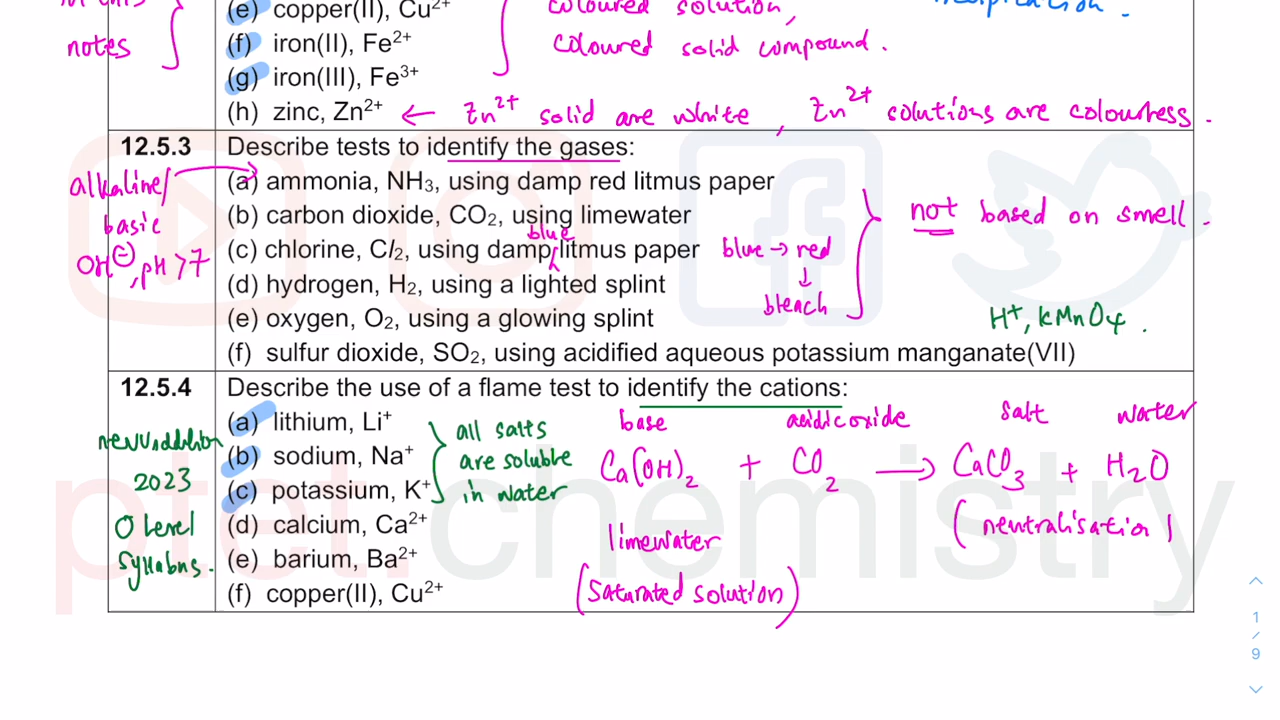 in this
notes
(e) copper(II), Cu²⁺
coloured solution,
precipitation.
(f) iron(II), Fe²⁺
coloured solid compound.
(g) iron(III), Fe³⁺
(h) zinc, Zn²⁺ ← Zn²⁺ solid are white, Zn²⁺ solutions are colourless.
12.5.3 Describe tests to identify the gases:
alkaline/
basic
OH⊖, pH >7
(a) ammonia, NH₃, using damp red litmus paper
(b) carbon dioxide, CO₂, using limewater
not based on smell.
blue
(c) chlorine, Cl₂, using damp litmus paper
blue → red
↓
bleach
(d) hydrogen, H₂, using a lighted splint
(e) oxygen, O₂, using a glowing splint
H⁺, KMnO₄.
(f) sulfur dioxide, SO₂, using acidified aqueous potassium manganate(VII)
12.5.4 Describe the use of a flame test to identify the cations:
2023
O Level
syllabus.
(a) lithium, Li⁺
(b) sodium, Na⁺
(c) potassium, K⁺
all salts
are soluble
in water
(d) calcium, Ca²⁺
(e) barium, Ba²⁺
(f) copper(II), Cu²⁺
base acidic oxide salt water
Ca(OH)₂ + CO₂ → CaCO₃ + H₂O
limewater (neutralisation)
(saturated solution)
chemistry
1
/
9